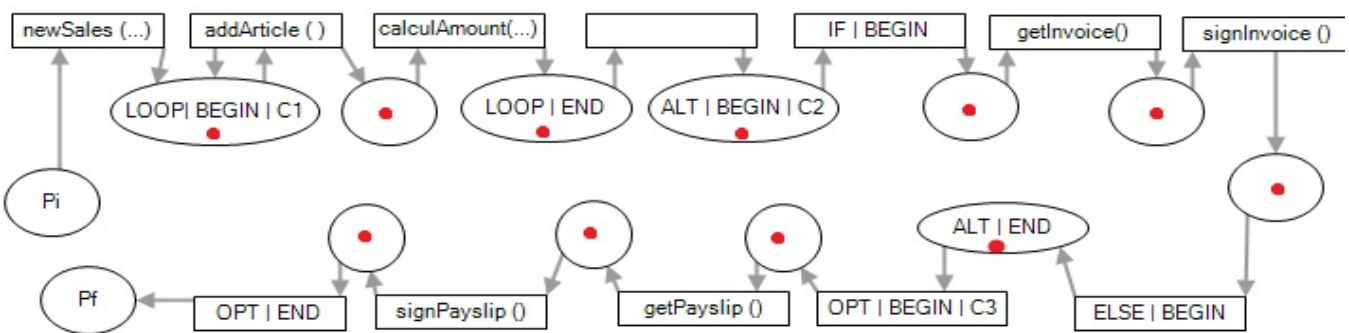 newSales (...)
addArticle ( )
calculAmount(...)
IF | BEGIN
getInvoice()
signInvoice ()
LOOP| BEGIN | C1
LOOP | END
ALT | BEGIN | C2
Pi
ALT | END
Pf
OPT | END
signPayslip ()
getPayslip ()
OPT | BEGIN | C3
ELSE | BEGIN